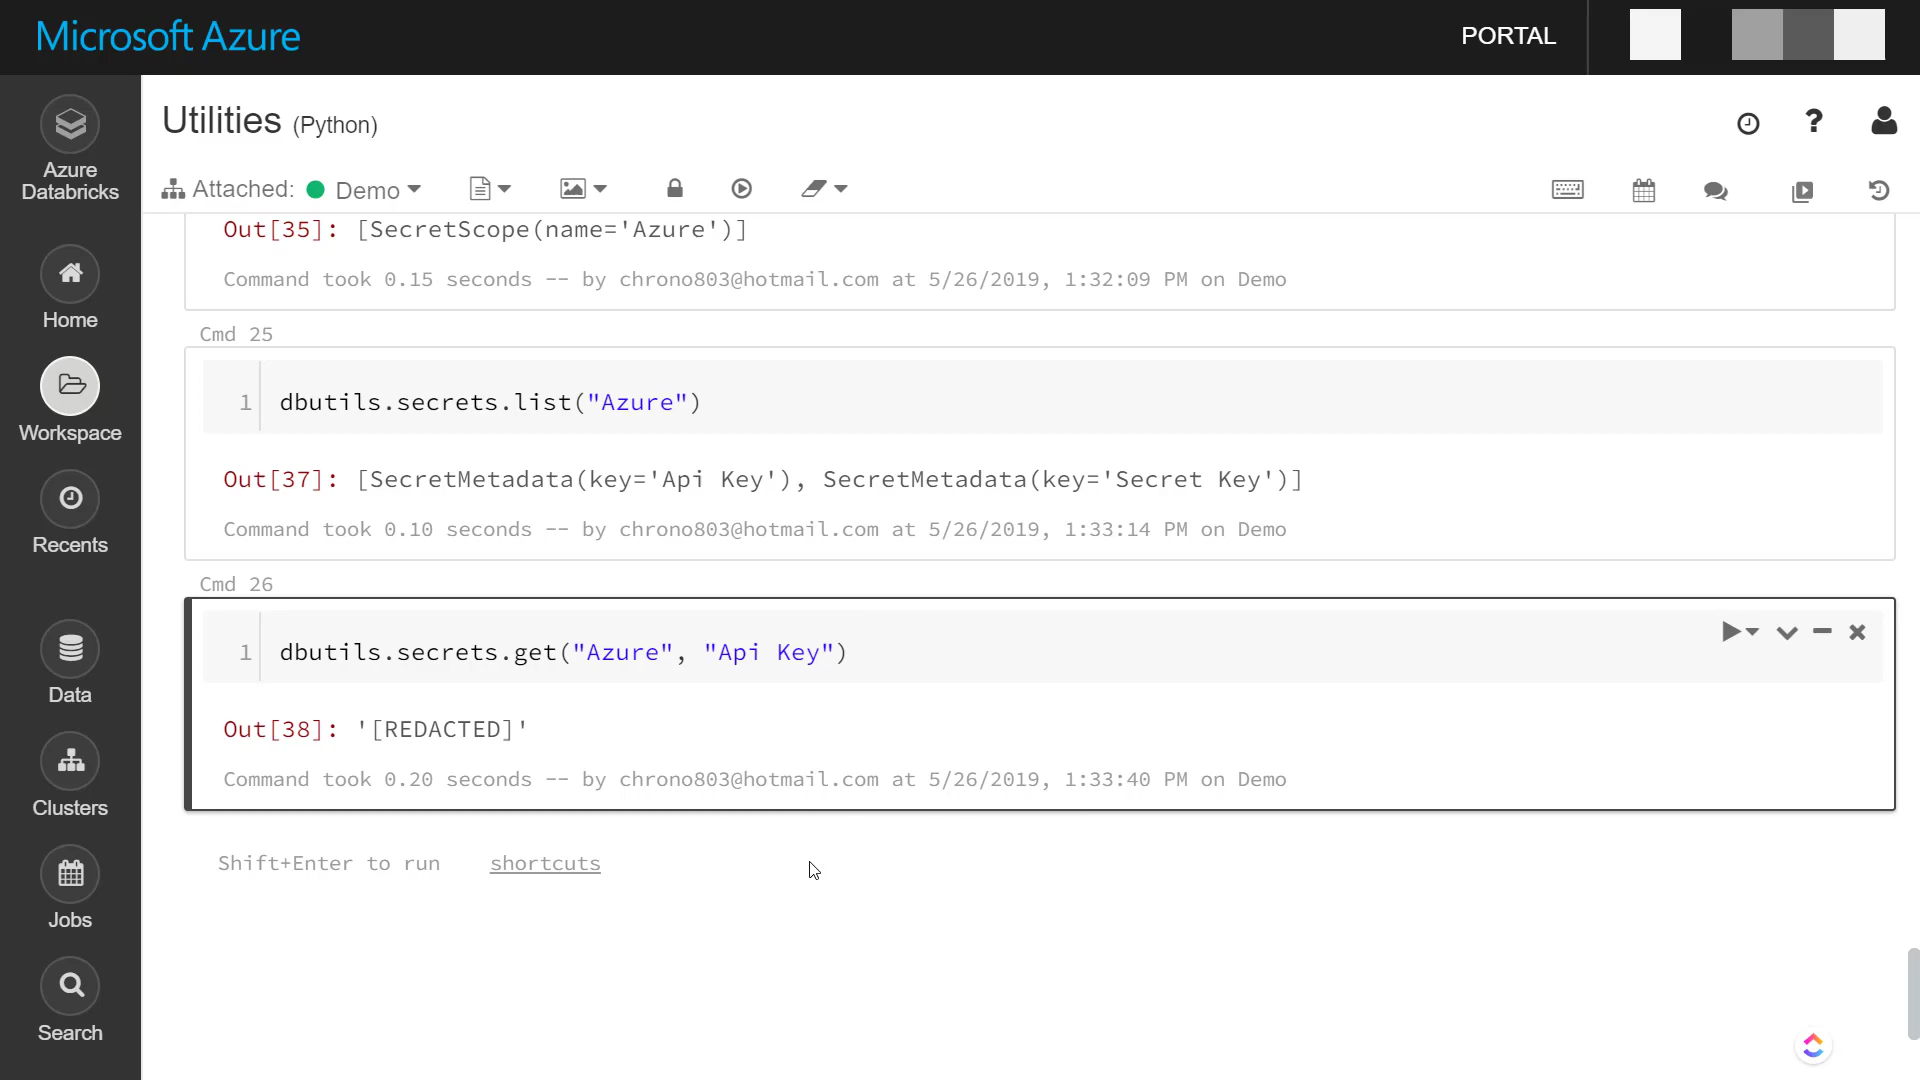 Microsoft Azure
PORTAL
Utilities (Python)
Attached: Demo
Azure
Databricks
Home
Workspace
Recents
Data
Clusters
Jobs
Search
Out[35]: [SecretScope(name='Azure')]
Command took 0.15 seconds -- by chrono803@hotmail.com at 5/26/2019, 1:32:09 PM on Demo
Cmd 25
1 dbutils.secrets.list("Azure")
Out[37]: [SecretMetadata(key='Api Key'), SecretMetadata(key='Secret Key')]
Command took 0.10 seconds -- by chrono803@hotmail.com at 5/26/2019, 1:33:14 PM on Demo
Cmd 26
1 dbutils.secrets.get("Azure", "Api Key")
Out[38]: '[REDACTED]'
Command took 0.20 seconds -- by chrono803@hotmail.com at 5/26/2019, 1:33:40 PM on Demo
Shift+Enter to run shortcuts